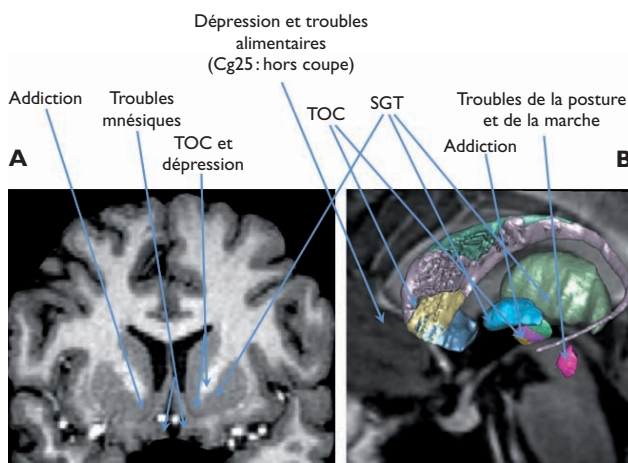 Dépression et troubles
alimentaires
(Cg25 : hors coupe)
Addiction
Troubles
mnésiques
TOC et
dépression
TOC
SGT
Troubles de la posture
et de la marche
Addiction
A
B